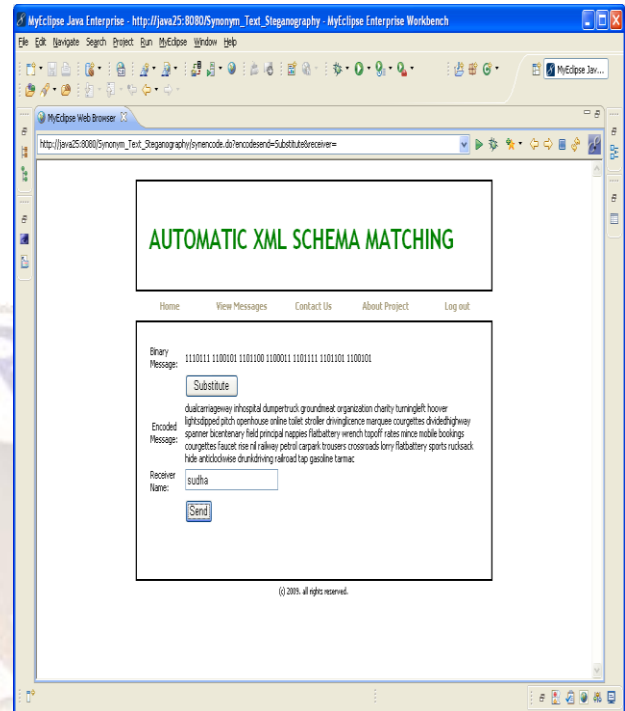 MyEclipse Java Enterprise - http://java25:8080/Synonym_Text_Steganography - MyEclipse Enterprise Workbench
File Edit Navigate Search Project Run MyEclipse Window Help
MyEclipse Jav...
MyEclipse Web Browser
http://java25:8080/Synonym_Text_Steganography/synencode.do?encodesend=Substitute&receiver=
AUTOMATIC XML SCHEMA MATCHING
Home View Messages Contact Us About Project Log out
Binary Message: 1110111 1100101 1101100 1100011 1101111 1101101 1100101
Substitute
Encoded Message:
dualcarriageway inhospital dumpertruck groundmeat organization charity turningleft hoover
lightsdipped pitch openhouse online toilet stroller drivinglicence marquee courgettes dividedhighway
spanner bicentenary field principal nappies flatbattery wrench topoff rates mince mobile bookings
courgettes faucet rise nil railway petrol carpark trousers crossroads lorry flatbattery sports rucksack
hide anticlockwise drunkdriving railroad tap gasoline tarmac
Receiver Name: sudha
Send
(c) 2009. all rights reserved.